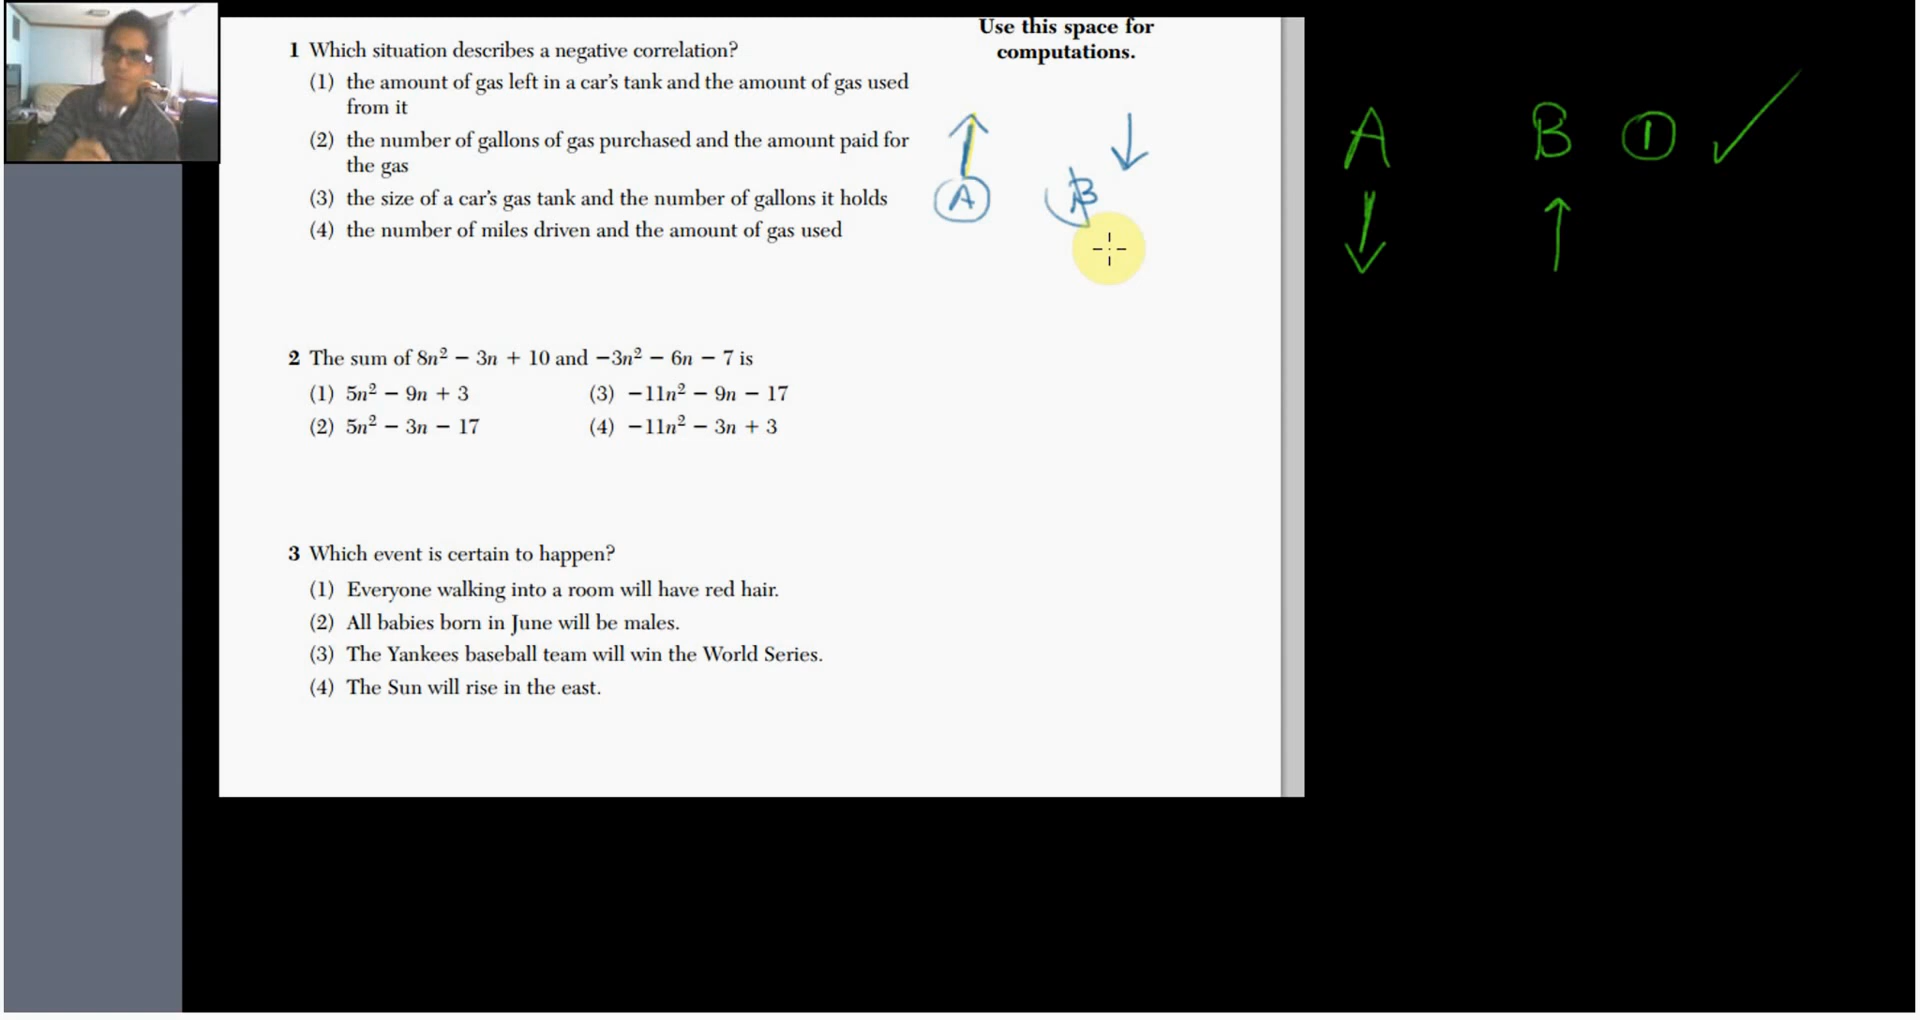 Use this space for
computations.
1 Which situation describes a negative correlation?
(1) the amount of gas left in a car's tank and the amount of gas used
from it
(2) the number of gallons of gas purchased and the amount paid for
the gas
(3) the size of a car's gas tank and the number of gallons it holds
(4) the number of miles driven and the amount of gas used
A B
A B ① ✓
2 The sum of 8n² − 3n + 10 and −3n² − 6n − 7 is
(1) 5n² − 9n + 3 (3) −11n² − 9n − 17
(2) 5n² − 3n − 17 (4) −11n² − 3n + 3
3 Which event is certain to happen?
(1) Everyone walking into a room will have red hair.
(2) All babies born in June will be males.
(3) The Yankees baseball team will win the World Series.
(4) The Sun will rise in the east.